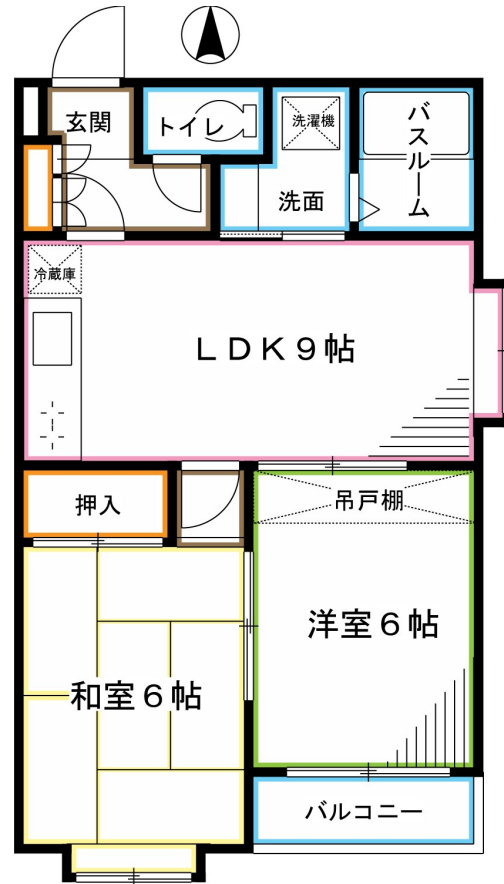 玄関
トイレ
洗濯機
洗面
バスルーム
冷蔵庫
LDK9帖
押入
吊戸棚
洋室6帖
和室6帖
バルコニー